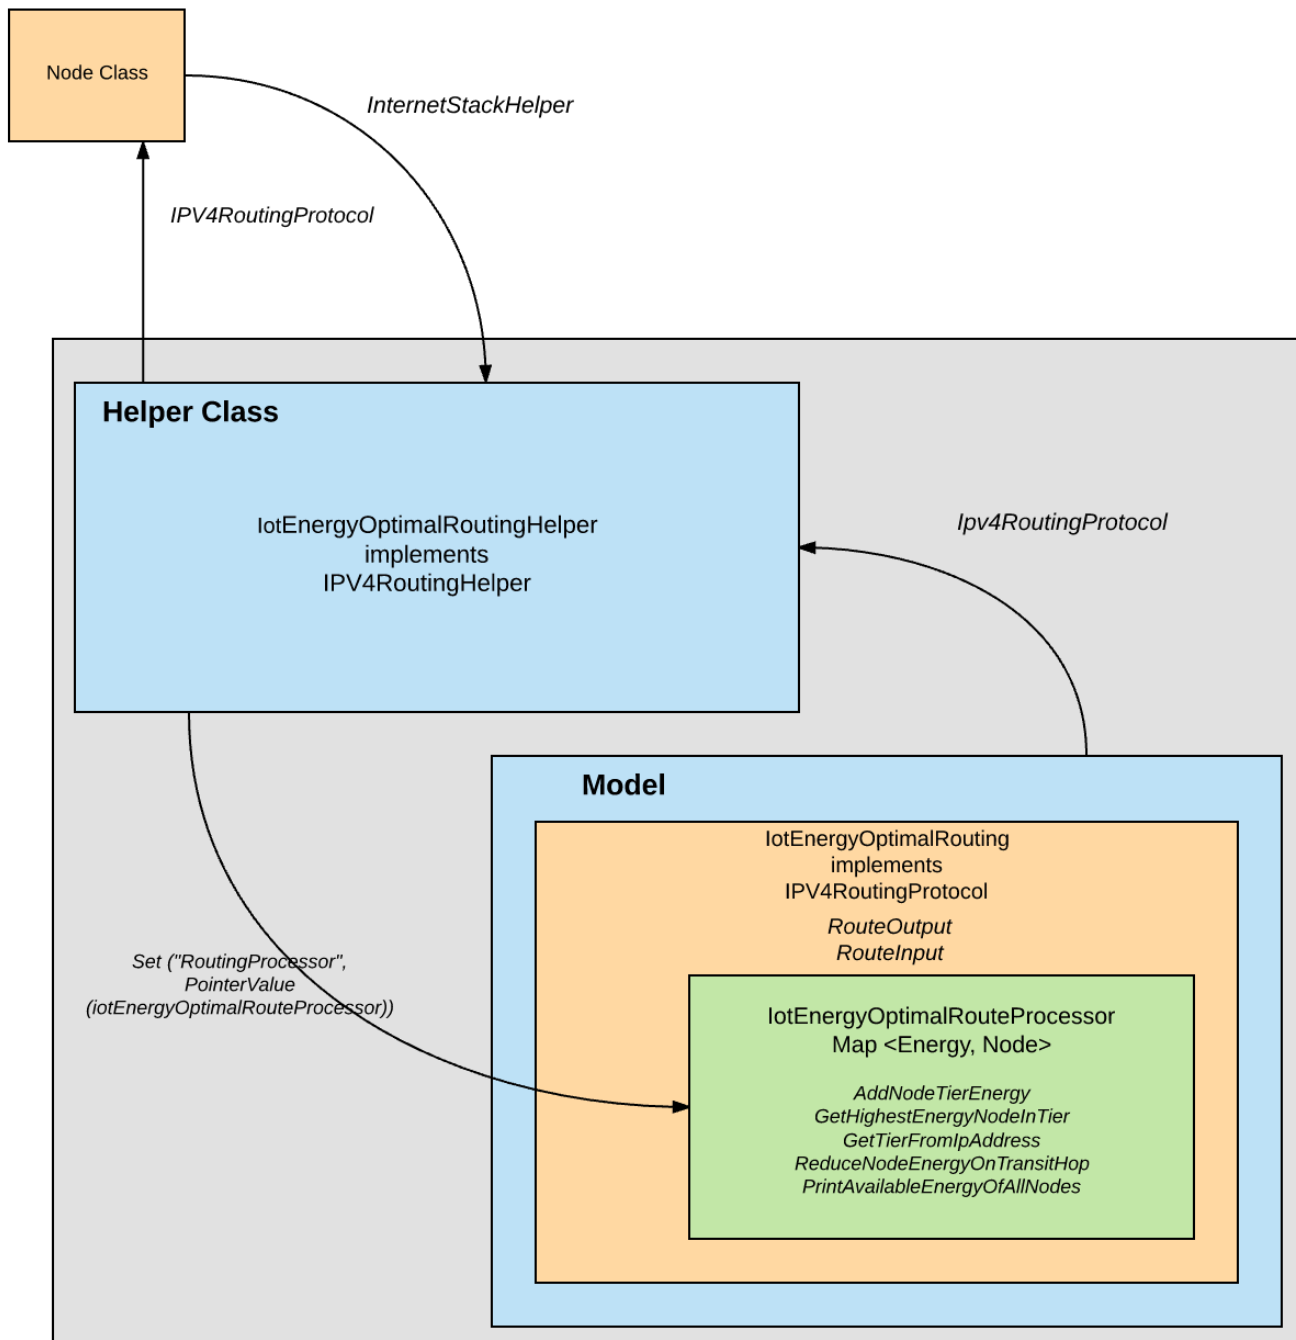 Node Class
InternetStackHelper
IPV4RoutingProtocol
Helper Class
IotEnergyOptimalRoutingHelper
implements
IPV4RoutingHelper
Ipv4RoutingProtocol
Model
IotEnergyOptimalRouting
implements
IPV4RoutingProtocol
RouteOutput
RouteInput
Set ("RoutingProcessor",
PointerValue
(iotEnergyOptimalRouteProcessor))
IotEnergyOptimalRouteProcessor
Map <Energy, Node>
AddNodeTierEnergy
GetHighestEnergyNodeInTier
GetTierFromIpAddress
ReduceNodeEnergyOnTransitHop
PrintAvailableEnergyOfAllNodes